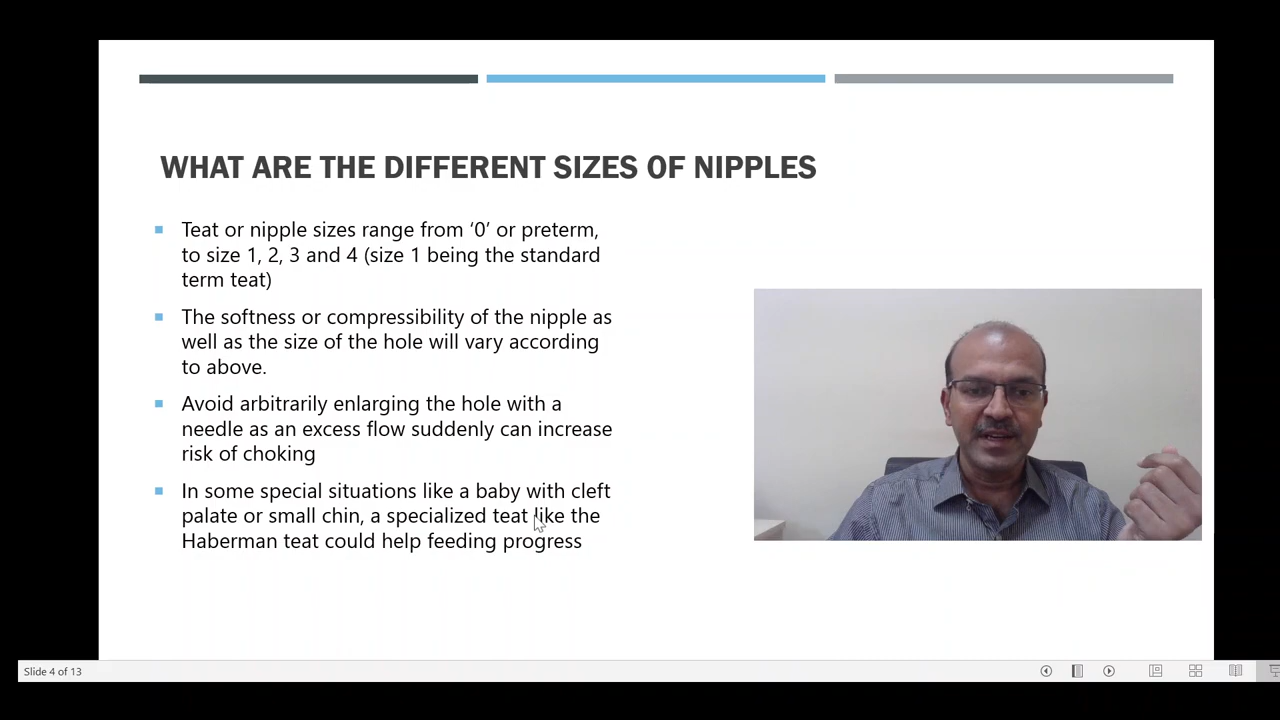 WHAT ARE THE DIFFERENT SIZES OF NIPPLES
Teat or nipple sizes range from ‘0’ or preterm,
to size 1, 2, 3 and 4 (size 1 being the standard
term teat)
The softness or compressibility of the nipple as
well as the size of the hole will vary according
to above.
Avoid arbitrarily enlarging the hole with a
needle as an excess flow suddenly can increase
risk of choking
In some special situations like a baby with cleft
palate or small chin, a specialized teat like the
Haberman teat could help feeding progress
Slide 4 of 13